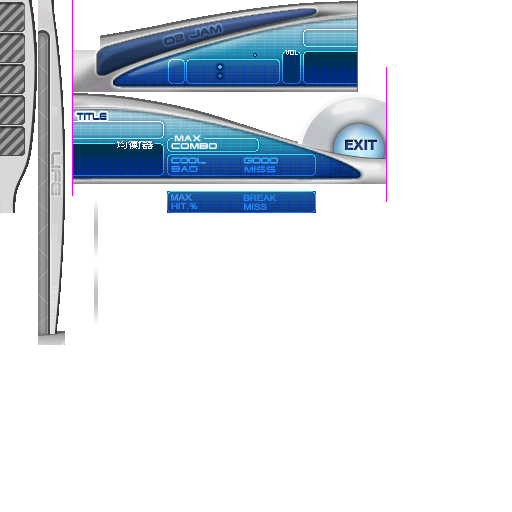 O2 JAM
VOL
TITLE
均衡器
MAX
COMBO
COOL GOOD
BAD MISS
EXIT
LIFE
MAX BREAK
HIT.% MISS